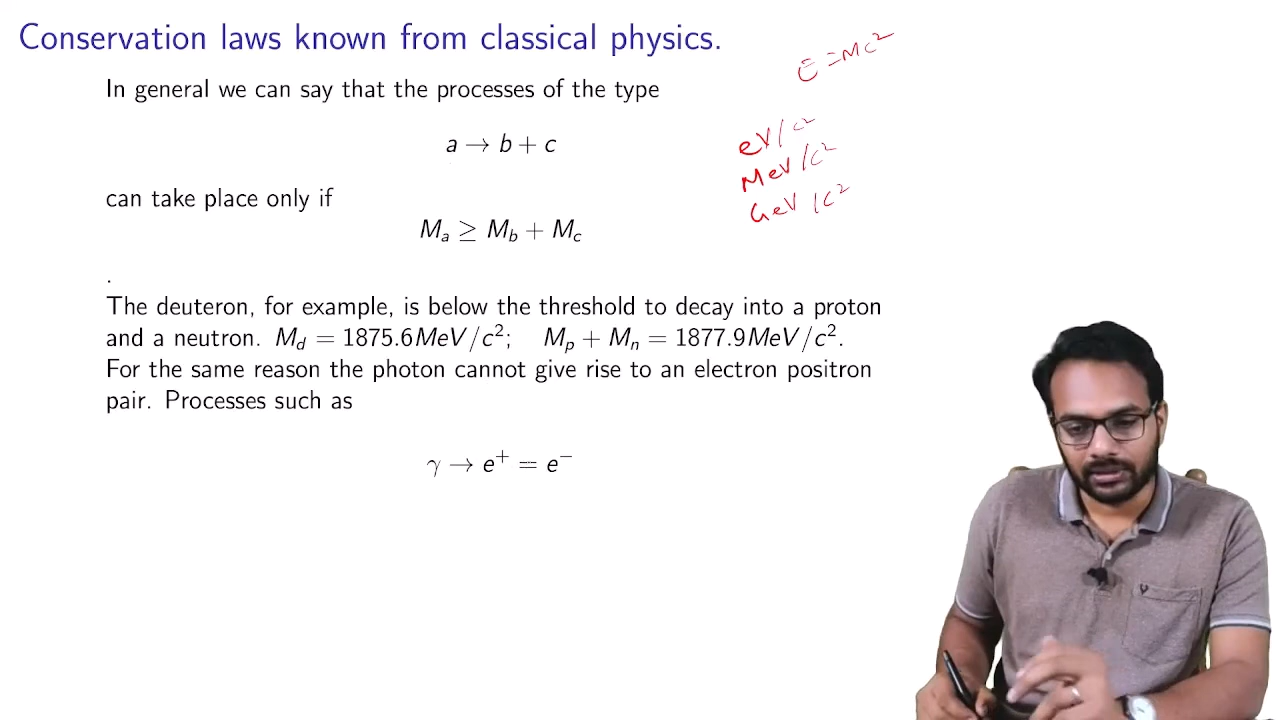 Conservation laws known from classical physics.
E = Mc²
In general we can say that the processes of the type
eV/c²
a → b + c
MeV/c²
can take place only if
GeV/c²
Mₐ ≥ M_b + M_c
.
The deuteron, for example, is below the threshold to decay into a proton
and a neutron. M_d = 1875.6MeV/c²; M_p + M_n = 1877.9MeV/c².
For the same reason the photon cannot give rise to an electron positron
pair. Processes such as
γ → e⁺ = e⁻